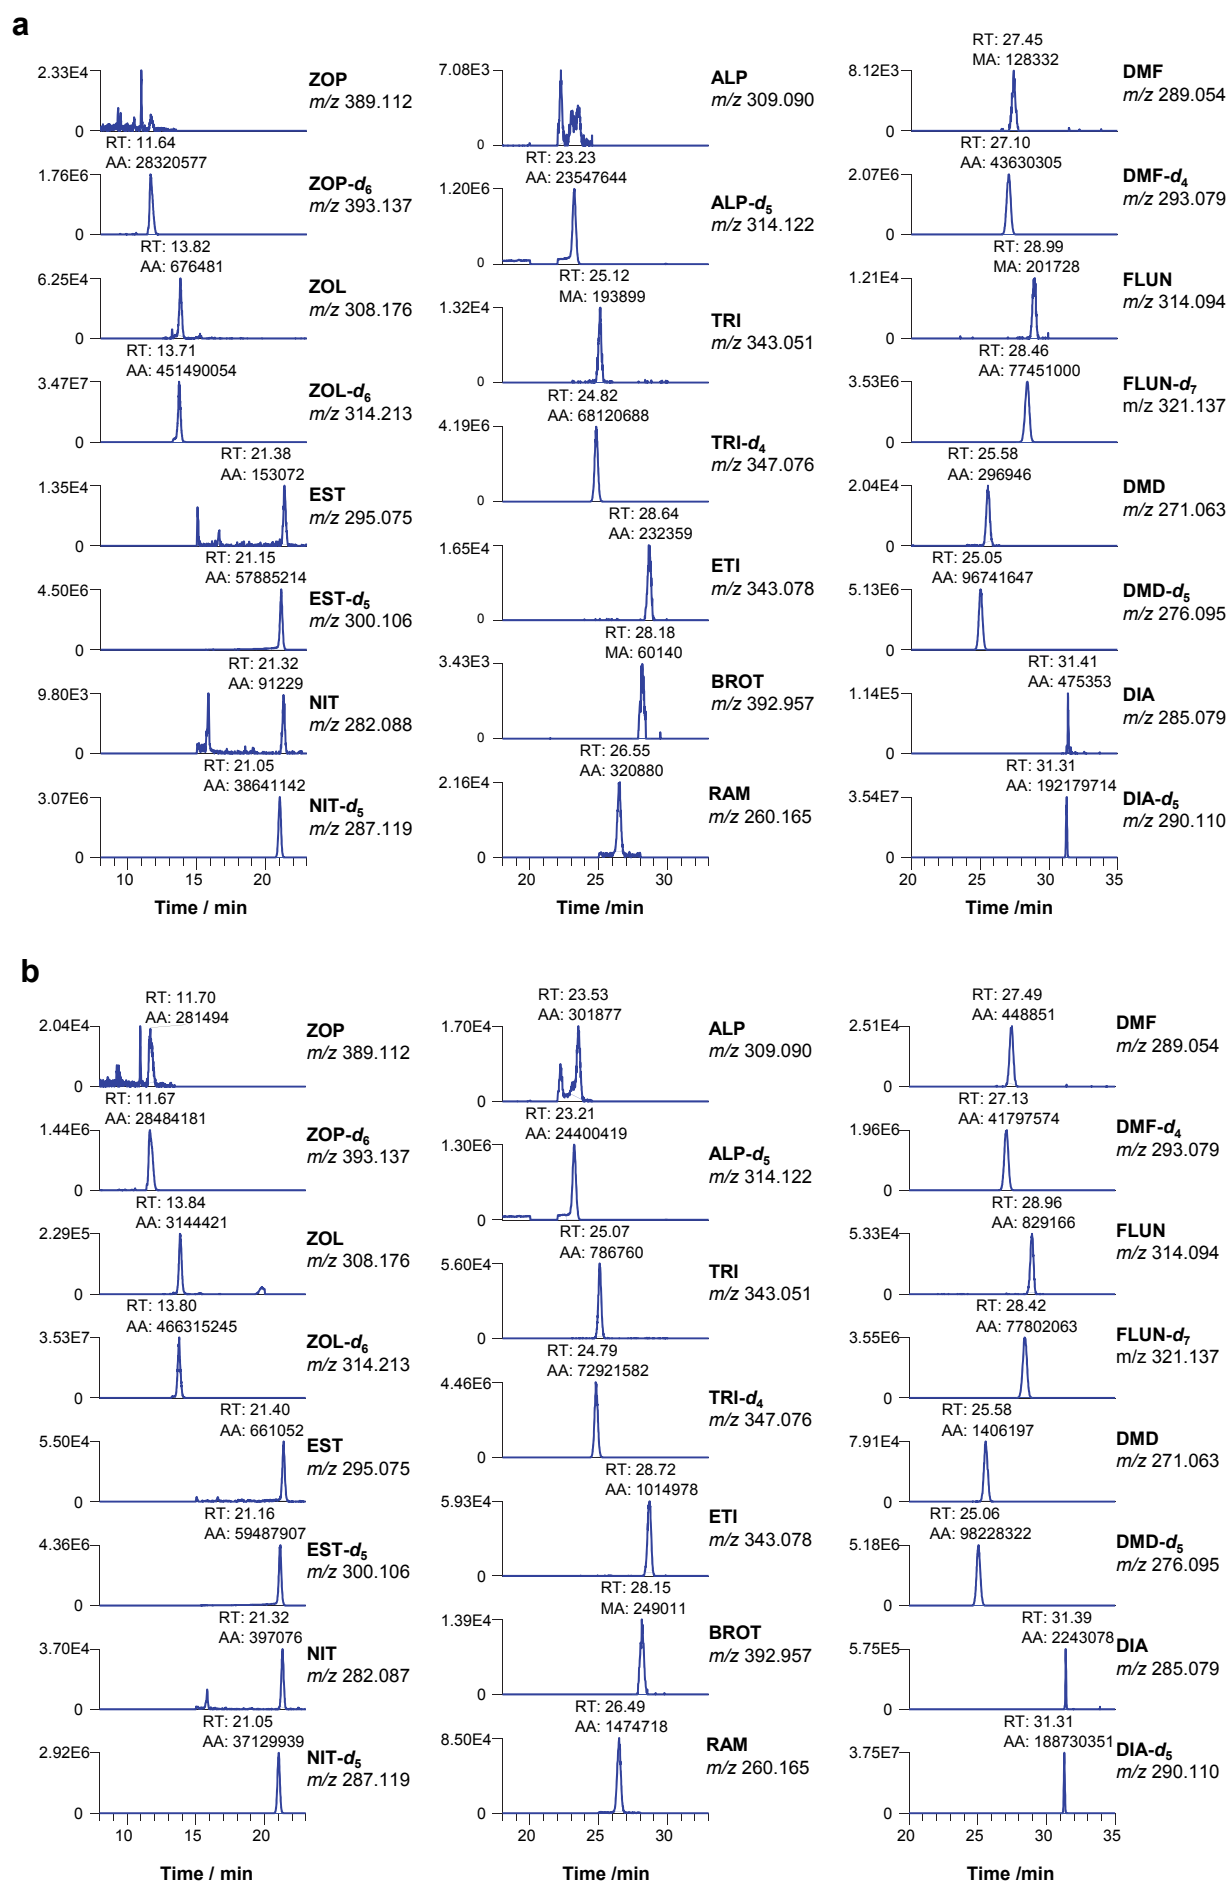 a
2.33E4
0
ZOP
m/z 389.112
RT: 11.64
AA: 28320577
1.76E6
0
ZOP-d6
m/z 393.137
RT: 13.82
AA: 676481
6.25E4
0
ZOL
m/z 308.176
RT: 13.71
AA: 451490054
3.47E7
0
ZOL-d6
m/z 314.213
RT: 21.38
AA: 153072
1.35E4
0
EST
m/z 295.075
RT: 21.15
AA: 57885214
4.50E6
0
EST-d5
m/z 300.106
RT: 21.32
AA: 91229
9.80E3
0
NIT
m/z 282.088
RT: 21.05
AA: 38641142
3.07E6
0
NIT-d5
m/z 287.119
10 15 20
Time / min
7.08E3
0
ALP
m/z 309.090
RT: 23.23
AA: 23547644
1.20E6
0
ALP-d5
m/z 314.122
RT: 25.12
MA: 193899
1.32E4
0
TRI
m/z 343.051
RT: 24.82
AA: 68120688
4.19E6
0
TRI-d4
m/z 347.076
RT: 28.64
AA: 232359
1.65E4
0
ETI
m/z 343.078
RT: 28.18
MA: 60140
3.43E3
0
BROT
m/z 392.957
RT: 26.55
AA: 320880
2.16E4
0
RAM
m/z 260.165
20 25 30
Time /min
RT: 27.45
MA: 128332
8.12E3
0
DMF
m/z 289.054
RT: 27.10
AA: 43630305
2.07E6
0
DMF-d4
m/z 293.079
RT: 28.99
MA: 201728
1.21E4
0
FLUN
m/z 314.094
RT: 28.46
AA: 77451000
3.53E6
0
FLUN-d7
m/z 321.137
RT: 25.58
AA: 296946
2.04E4
0
DMD
m/z 271.063
RT: 25.05
AA: 96741647
5.13E6
0
DMD-d5
m/z 276.095
RT: 31.41
AA: 475353
1.14E5
0
DIA
m/z 285.079
RT: 31.31
AA: 192179714
3.54E7
0
DIA-d5
m/z 290.110
20 25 30 35
Time /min
b
RT: 11.70
AA: 281494
2.04E4
0
ZOP
m/z 389.112
RT: 11.67
AA: 28484181
1.44E6
0
ZOP-d6
m/z 393.137
RT: 13.84
AA: 3144421
2.29E5
0
ZOL
m/z 308.176
RT: 13.80
AA: 466315245
3.53E7
0
ZOL-d6
m/z 314.213
RT: 21.40
AA: 661052
5.50E4
0
EST
m/z 295.075
RT: 21.16
AA: 59487907
4.36E6
0
EST-d5
m/z 300.106
RT: 21.32
AA: 397076
3.70E4
0
NIT
m/z 282.087
RT: 21.05
AA: 37129939
2.92E6
0
NIT-d5
m/z 287.119
10 15 20
Time / min
RT: 23.53
AA: 301877
1.70E4
0
ALP
m/z 309.090
RT: 23.21
AA: 24400419
1.30E6
0
ALP-d5
m/z 314.122
RT: 25.07
AA: 786760
5.60E4
0
TRI
m/z 343.051
RT: 24.79
AA: 72921582
4.46E6
0
TRI-d4
m/z 347.076
RT: 28.72
AA: 1014978
5.93E4
0
ETI
m/z 343.078
RT: 28.15
MA: 249011
1.39E4
0
BROT
m/z 392.957
RT: 26.49
AA: 1474718
8.50E4
0
RAM
m/z 260.165
20 25 30
Time /min
RT: 27.49
AA: 448851
2.51E4
0
DMF
m/z 289.054
RT: 27.13
AA: 41797574
1.96E6
0
DMF-d4
m/z 293.079
RT: 28.96
AA: 829166
5.33E4
0
FLUN
m/z 314.094
RT: 28.42
AA: 77802063
3.55E6
0
FLUN-d7
m/z 321.137
RT: 25.58
AA: 1406197
7.91E4
0
DMD
m/z 271.063
RT: 25.06
AA: 98228322
5.18E6
0
DMD-d5
m/z 276.095
RT: 31.39
AA: 2243078
5.75E5
0
DIA
m/z 285.079
RT: 31.31
AA: 188730351
3.75E7
0
DIA-d5
m/z 290.110
20 25 30 35
Time /min